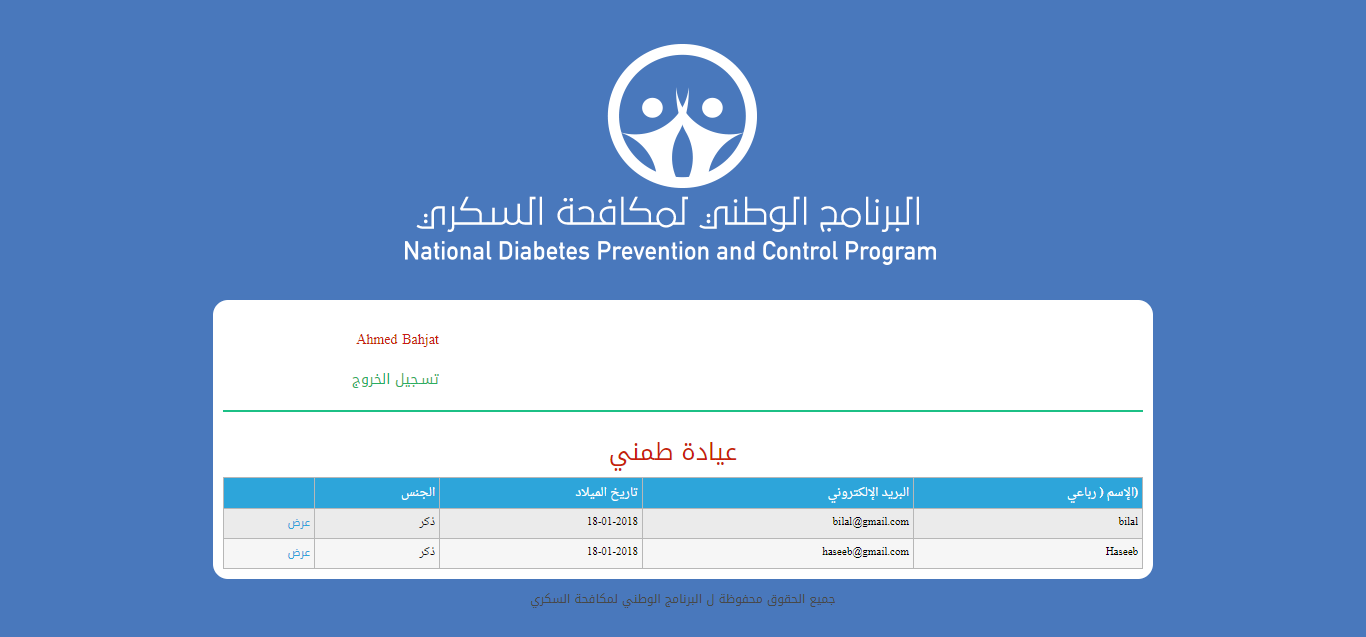 البرنامج الوطني لمكافحة السكري
National Diabetes Prevention and Control Program
Ahmed Bahjat
تسجيل الخروج
عيادة طمني
(الإسم ( رباعي البريد الإلكتروني تاريخ الميلاد الجنس
bilal bilal@gmail.com 18-01-2018 ذكر عرض
Haseeb haseeb@gmail.com 18-01-2018 ذكر عرض
جميع الحقوق محفوظة ل البرنامج الوطني لمكافحة السكري